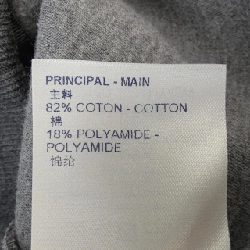 PRINCIPAL - MAIN
主料
82% COTON - COTTON
棉
18% POLYAMIDE -
POLYAMIDE
锦纶